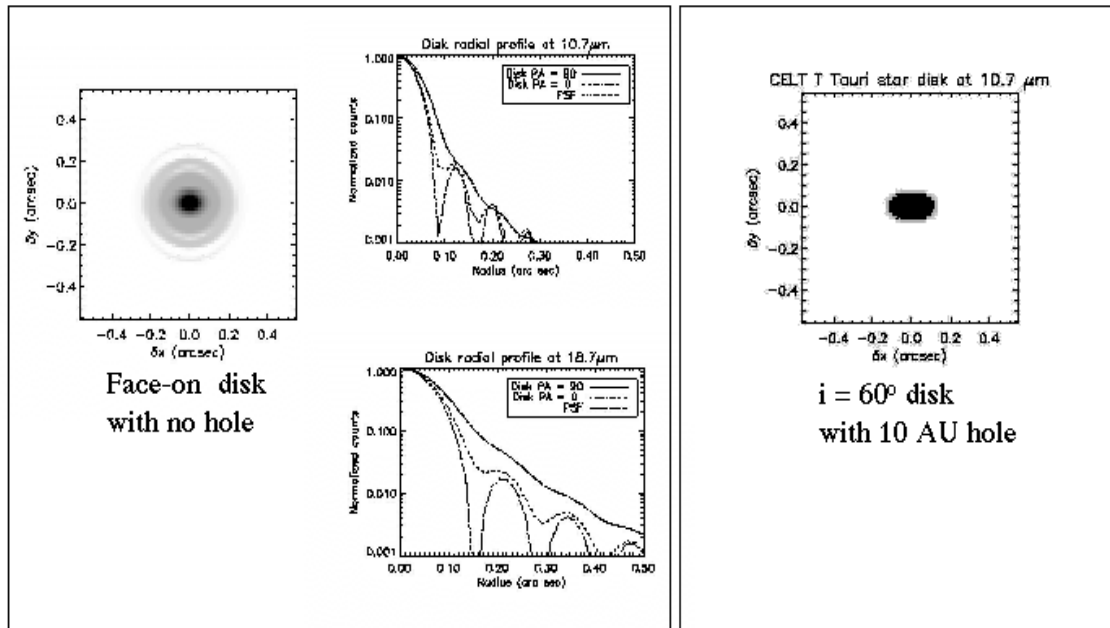 Disk radial profile at 10.7μm
1.000
0.100
0.010
0.001
Normalized counts
Disk PA = 90
Disk PA = 0
PSF
0.00 0.10 0.20 0.30 0.40 0.50
Radius (arc sec)
0.4
0.2
0.0
-0.2
-0.4
δy (arcsec)
-0.4 -0.2 0.0 0.2 0.4
δx (arcsec)
Face-on disk
with no hole
Disk radial profile at 18.7μm
1.000
0.100
0.010
0.001
Normalized counts
Disk PA = 90
Disk PA = 0
PSF
0.00 0.10 0.20 0.30 0.40 0.50
Radius (arc sec)
CELT T Tauri star disk at 10.7 μm
0.4
0.2
0.0
-0.2
-0.4
δy (arcsec)
-0.4 -0.2 0.0 0.2 0.4
δx (arcsec)
i = 60° disk
with 10 AU hole